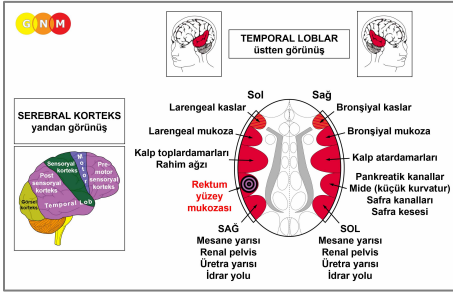 G N M
TEMPORAL LOBLAR
üstten görünüş
SEREBRAL KORTEKS
yandan görünüş
Sensoryal
korteks
Motor
Pre-
motor
sensoryal
korteks
Post
sensoryal
korteks
Temporal Lob
Görsel
korteks
Sol
Sağ
Larengeal kaslar
Bronşiyal kaslar
Larengeal mukoza
Bronşiyal mukoza
Kalp toplardamarları
Rahim ağzı
Kalp atardamarları
Rektum
yüzey
mukozası
Pankreatik kanallar
Mide (küçük kurvatur)
Safra kanalları
Safra kesesi
SAĞ
Mesane yarısı
Renal pelvis
Üretra yarısı
İdrar yolu
SOL
Mesane yarısı
Renal pelvis
Üretra yarısı
İdrar yolu